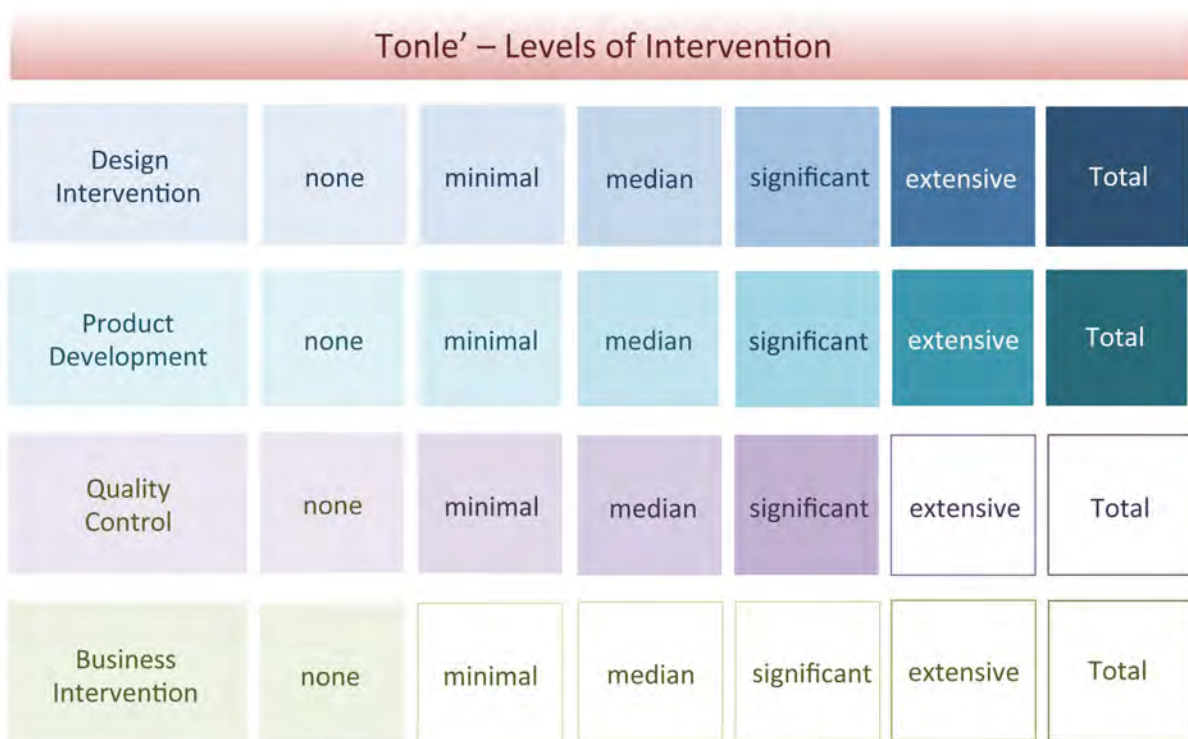 Tonle’ – Levels of Intervention
Design
Intervention
none
minimal
median
significant
extensive
Total
Product
Development
none
minimal
median
significant
extensive
Total
Quality
Control
none
minimal
median
significant
extensive
Total
Business
Intervention
none
minimal
median
significant
extensive
Total